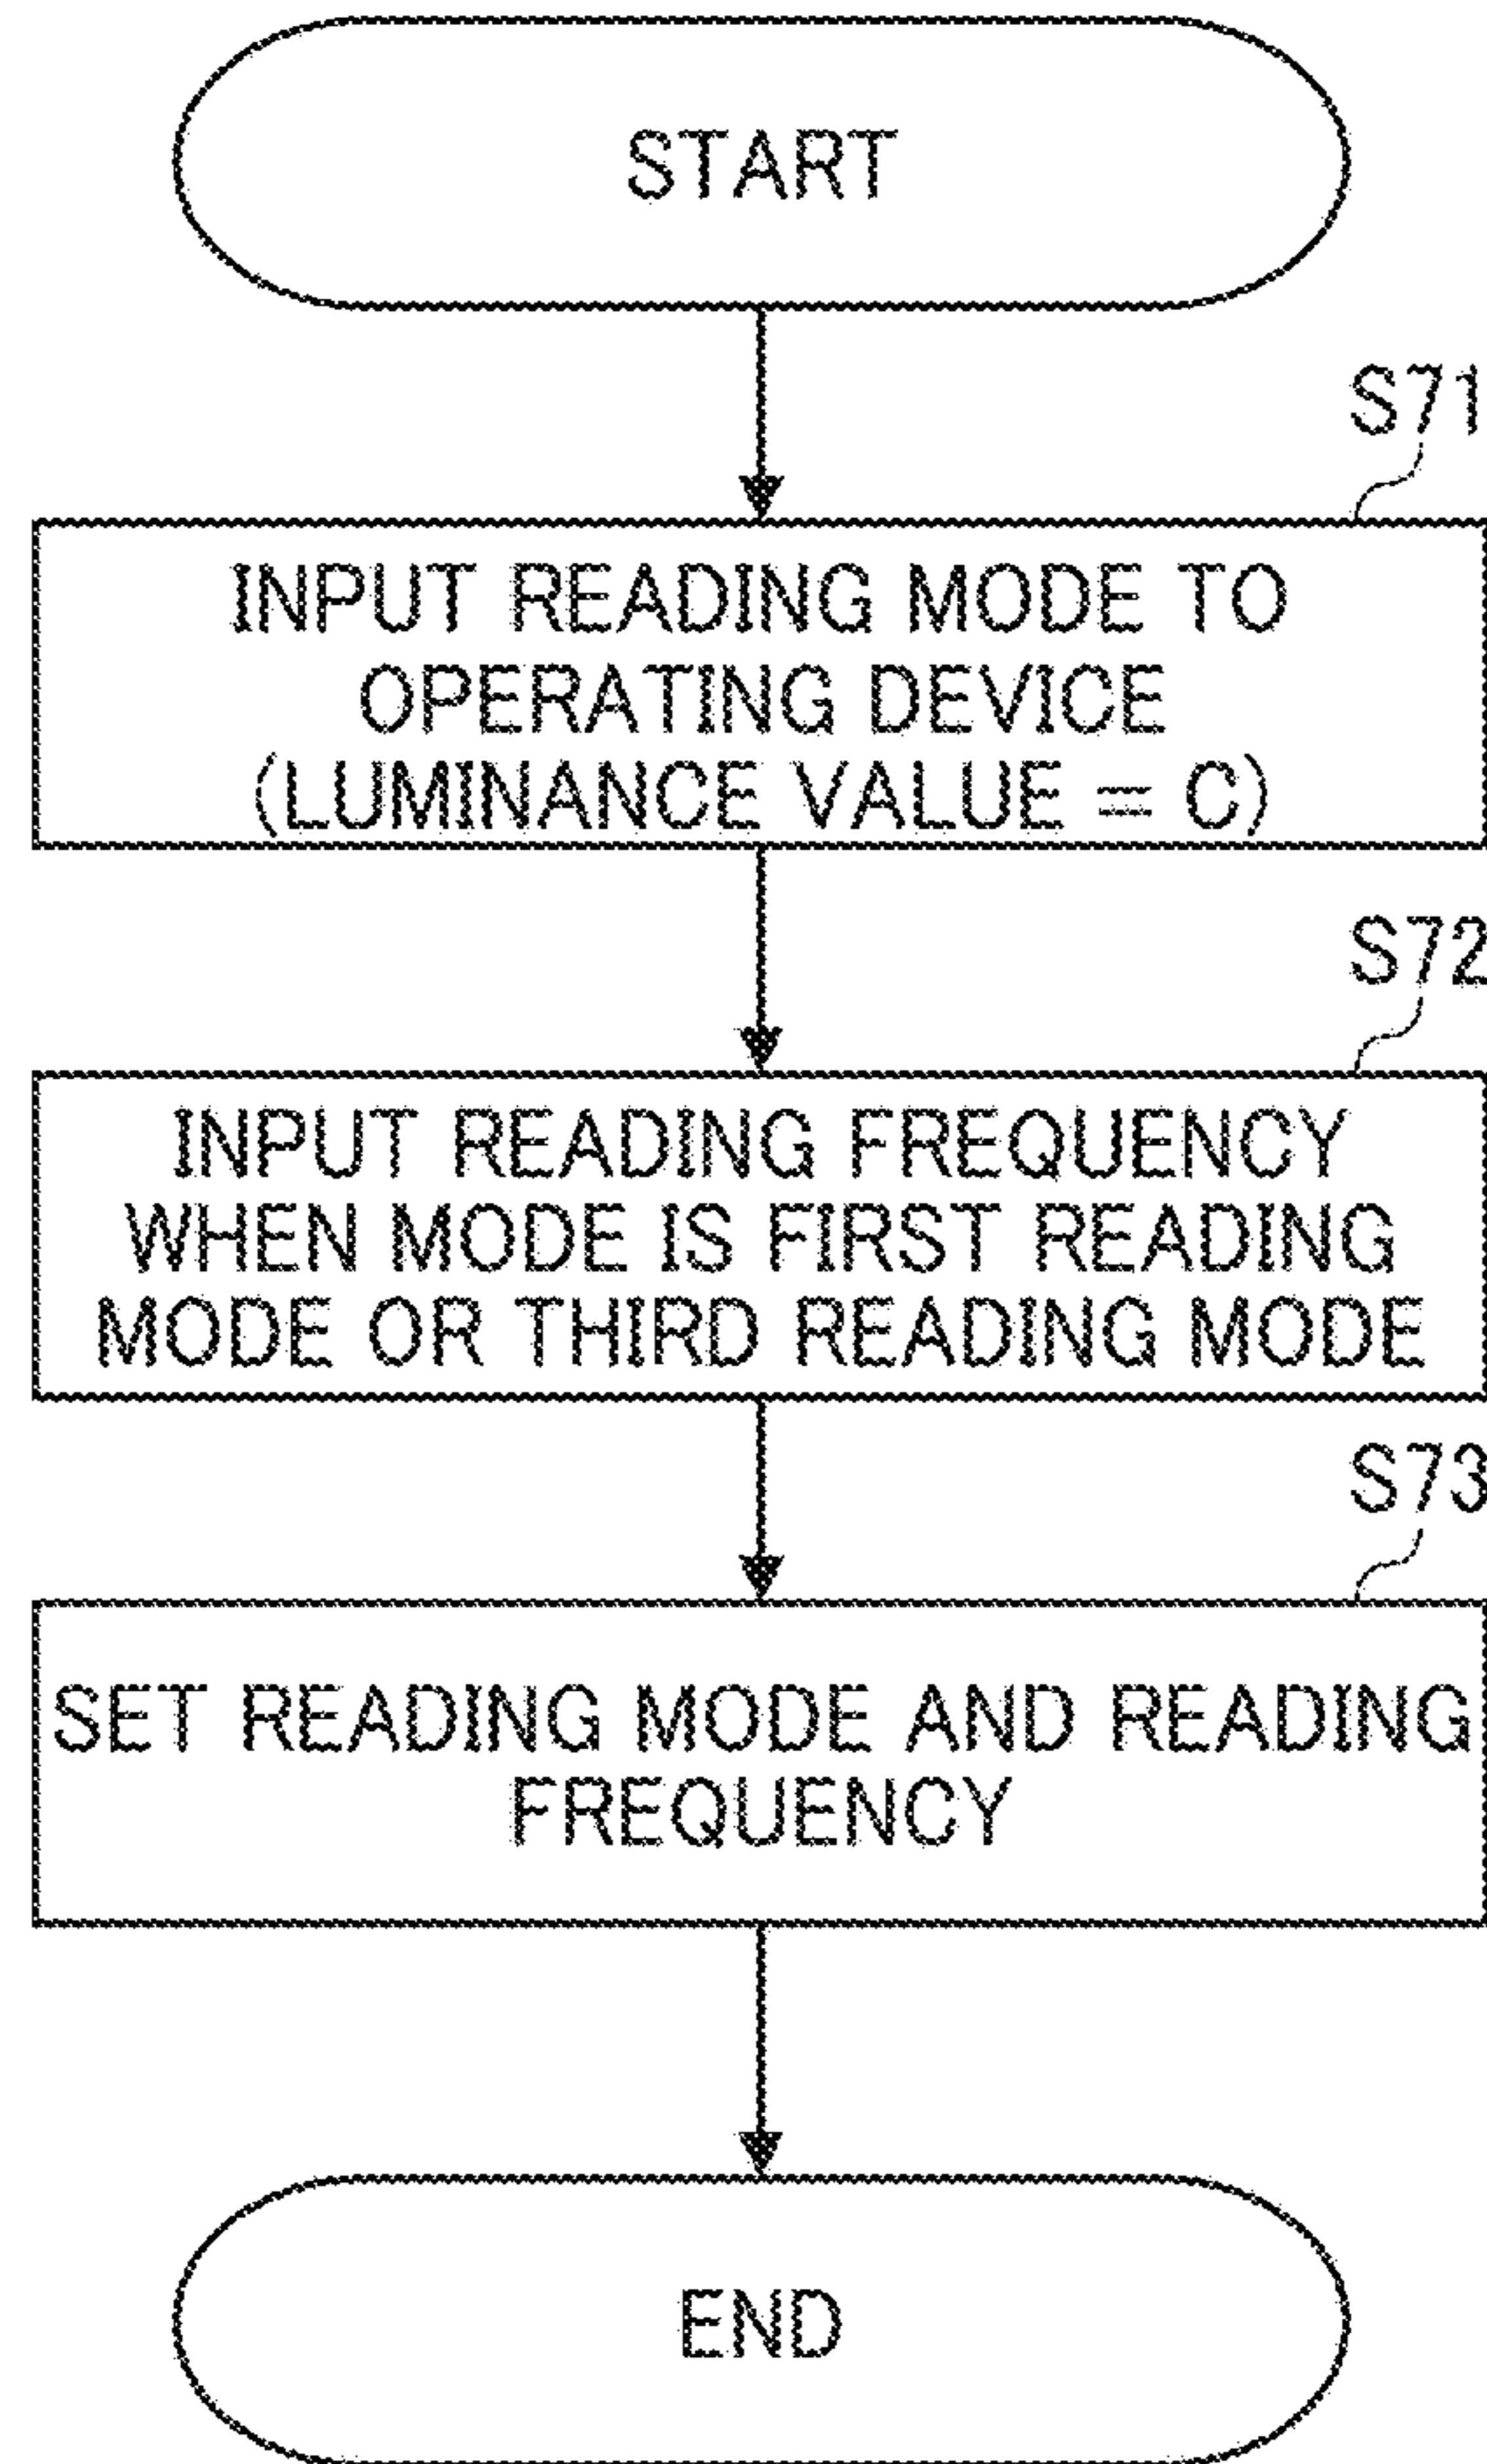 START
S71
INPUT READING MODE TO
OPERATING DEVICE
(LUMINANCE VALUE = C)
S72
INPUT READING FREQUENCY
WHEN MODE IS FIRST READING
MODE OR THIRD READING MODE
S73
SET READING MODE AND READING
FREQUENCY
END